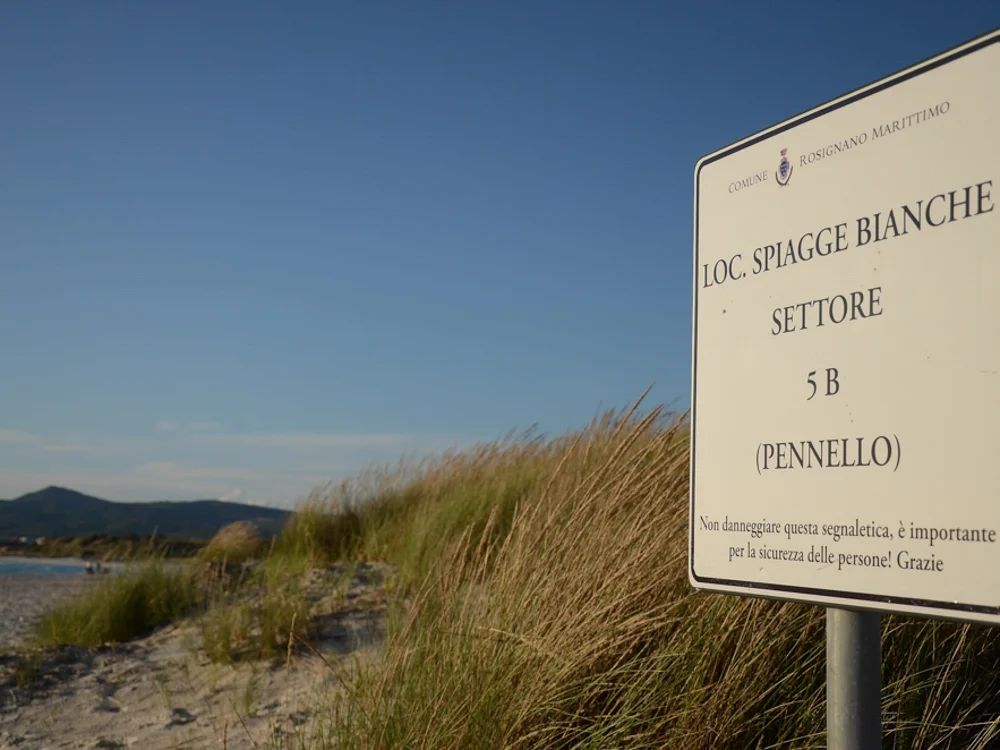 COMUNE ROSIGNANO MARITTIMO
LOC. SPIAGGE BIANCHE
SETTORE
5 B
(PENNELLO)
Non danneggiare questa segnaletica, è importante
per la sicurezza delle persone! Grazie